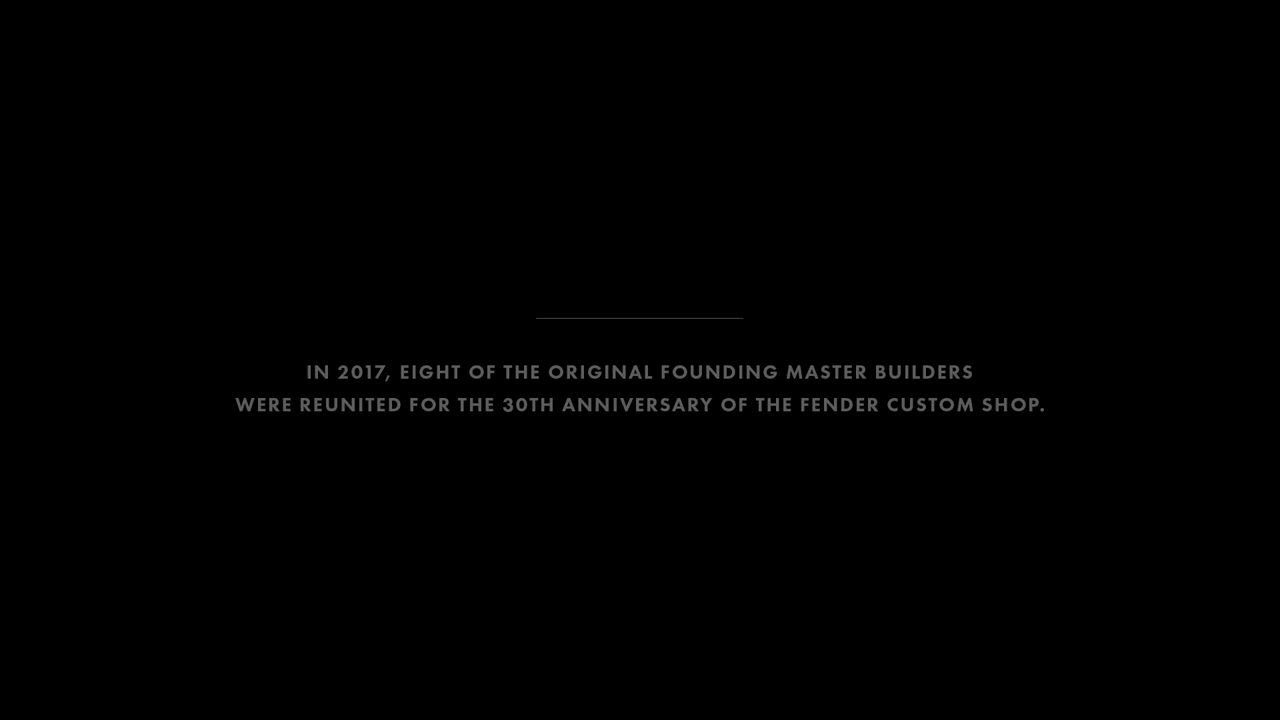 IN 2017, EIGHT OF THE ORIGINAL FOUNDING MASTER BUILDERS
WERE REUNITED FOR THE 30TH ANNIVERSARY OF THE FENDER CUSTOM SHOP.